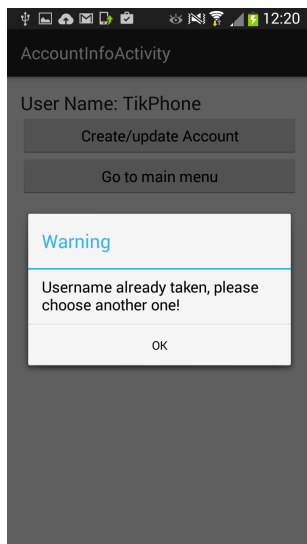 12:20
AccountInfoActivity
User Name: TikPhone
Create/update Account
Go to main menu
Warning
Username already taken, please
choose another one!
OK